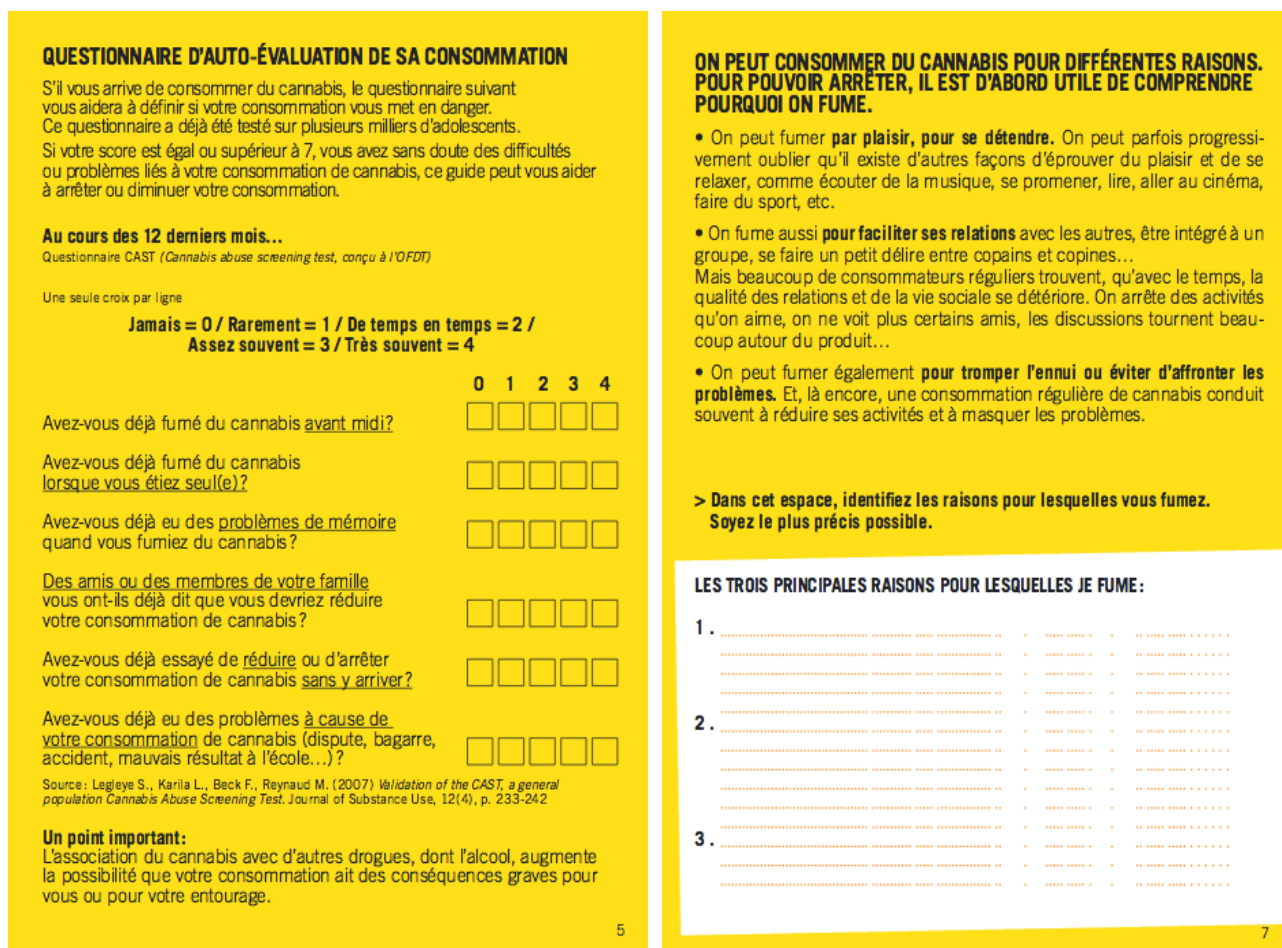 QUESTIONNAIRE D'AUTO-ÉVALUATION DE SA CONSOMMATION
S'il vous arrive de consommer du cannabis, le questionnaire suivant
vous aidera à définir si votre consommation vous met en danger.
Ce questionnaire a déjà été testé sur plusieurs milliers d'adolescents.
Si votre score est égal ou supérieur à 7, vous avez sans doute des difficultés
ou problèmes liés à votre consommation de cannabis, ce guide peut vous aider
à arrêter ou diminuer votre consommation.
Au cours des 12 derniers mois...
Questionnaire CAST (Cannabis abuse screening test, conçu à l'OFDT)
Une seule croix par ligne
Jamais = 0 / Rarement = 1 / De temps en temps = 2 /
Assez souvent = 3 / Très souvent = 4
0 1 2 3 4
Avez-vous déjà fumé du cannabis avant midi?
Avez-vous déjà fumé du cannabis
lorsque vous étiez seul(e)?
Avez-vous déjà eu des problèmes de mémoire
quand vous fumiez du cannabis?
Des amis ou des membres de votre famille
vous ont-ils déjà dit que vous devriez réduire
votre consommation de cannabis?
Avez-vous déjà essayé de réduire ou d'arrêter
votre consommation de cannabis sans y arriver?
Avez-vous déjà eu des problèmes à cause de
votre consommation de cannabis (dispute, bagarre,
accident, mauvais résultat à l'école...)?
Source: Legleye S., Karila L., Beck F., Reynaud M. (2007) Validation of the CAST, a general
population Cannabis Abuse Screening Test. Journal of Substance Use, 12(4), p. 233-242
Un point important:
L'association du cannabis avec d'autres drogues, dont l'alcool, augmente
la possibilité que votre consommation ait des conséquences graves pour
vous ou pour votre entourage.
5
ON PEUT CONSOMMER DU CANNABIS POUR DIFFÉRENTES RAISONS.
POUR POUVOIR ARRÊTER, IL EST D'ABORD UTILE DE COMPRENDRE
POURQUOI ON FUME.
• On peut fumer par plaisir, pour se détendre. On peut parfois progressi-
vement oublier qu'il existe d'autres façons d'éprouver du plaisir et de se
relaxer, comme écouter de la musique, se promener, lire, aller au cinéma,
faire du sport, etc.
• On fume aussi pour faciliter ses relations avec les autres, être intégré à un
groupe, se faire un petit délire entre copains et copines...
Mais beaucoup de consommateurs réguliers trouvent, qu'avec le temps, la
qualité des relations et de la vie sociale se détériore. On arrête des activités
qu'on aime, on ne voit plus certains amis, les discussions tournent beau-
coup autour du produit...
• On peut fumer également pour tromper l'ennui ou éviter d'affronter les
problèmes. Et, là encore, une consommation régulière de cannabis conduit
souvent à réduire ses activités et à masquer les problèmes.
> Dans cet espace, identifiez les raisons pour lesquelles vous fumez.
Soyez le plus précis possible.
LES TROIS PRINCIPALES RAISONS POUR LESQUELLES JE FUME:
1.
2.
3.
7